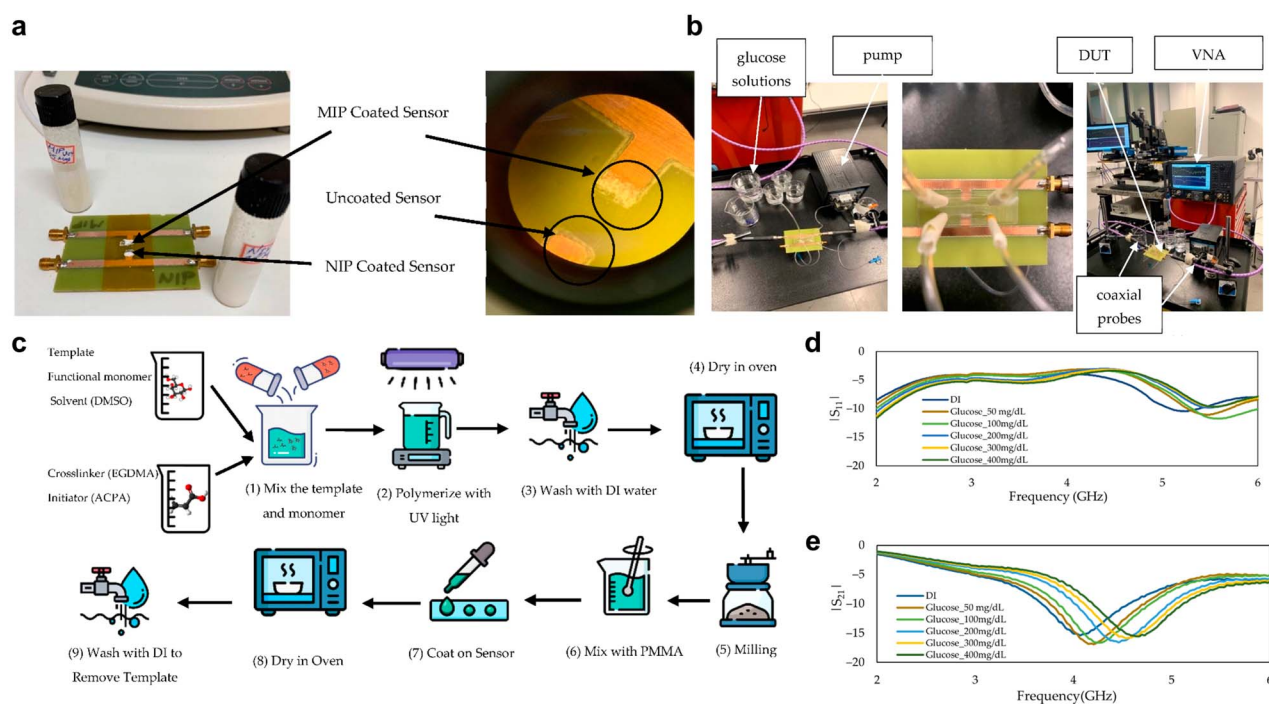 a
MIP Coated Sensor
Uncoated Sensor
NIP Coated Sensor
MIP
NIP
b
glucose
solutions
pump
DUT
VNA
coaxial
probes
c
Template
Functional monomer
Solvent (DMSO)
Crosslinker (EGDMA)
Initiator (ACPA)
(1) Mix the template
and monomer
(2) Polymerize with
UV light
(3) Wash with DI water
(4) Dry in oven
(5) Milling
(6) Mix with PMMA
(7) Coat on Sensor
(8) Dry in Oven
(9) Wash with DI to
Remove Template
d
|S11|
0
−5
−10
−15
−20
DI
Glucose_50 mg/dL
Glucose_100mg/dL
Glucose_200mg/dL
Glucose_300mg/dL
Glucose_400mg/dL
2 3 4 5 6
Frequency (GHz)
e
|S21|
0
−5
−10
−15
−20
DI
Glucose_50 mg/dL
Glucose_100mg/dL
Glucose_200mg/dL
Glucose_300mg/dL
Glucose_400mg/dL
2 3 4 5 6
Frequency(GHz)